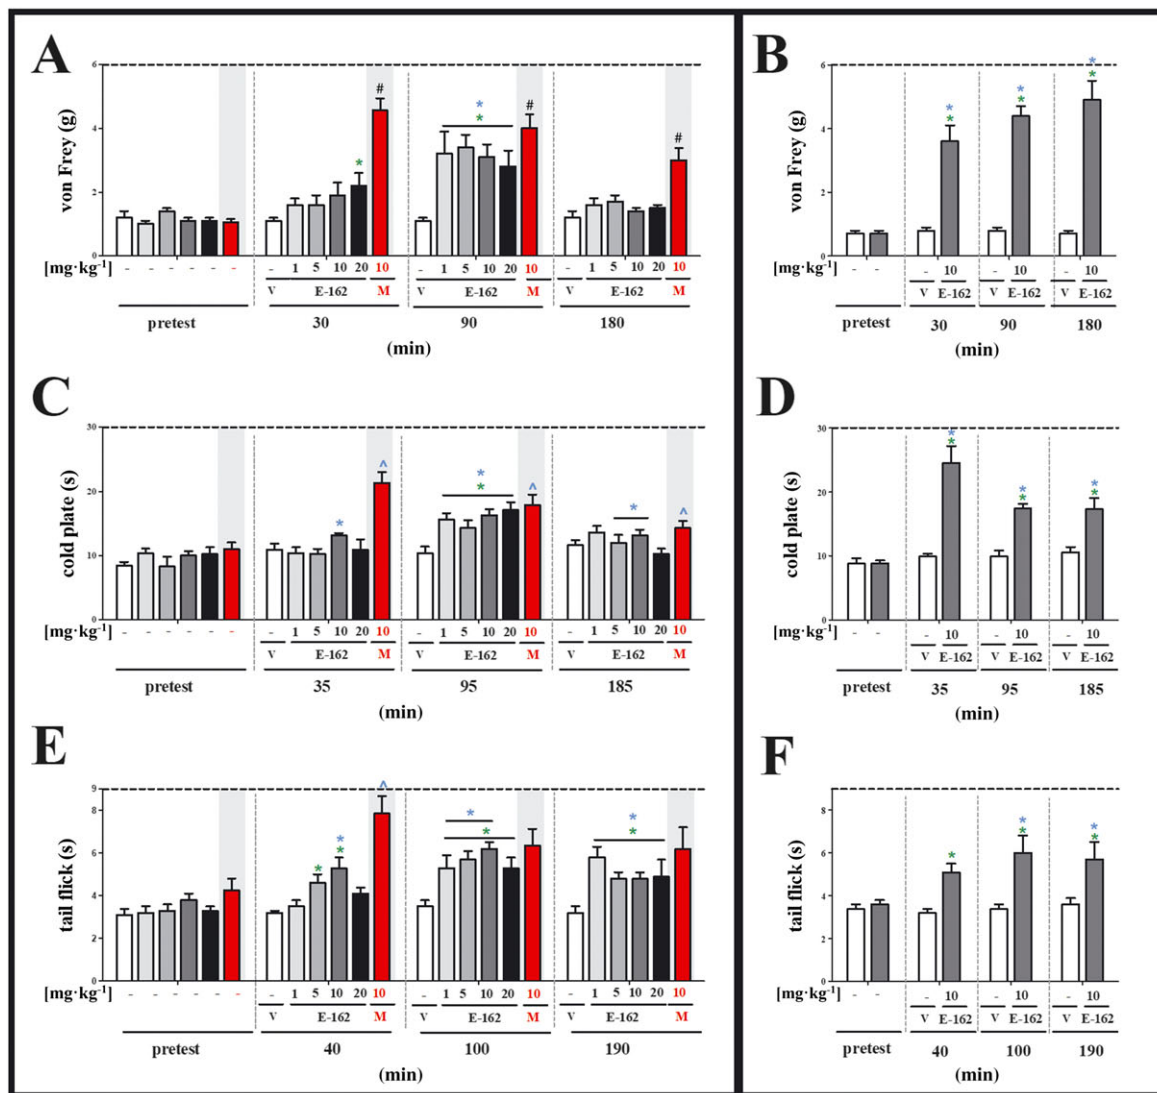 A
von Frey (g)
6
4
2
0
* # * * # #
[mg·kg⁻¹] - - - - - - - 1 5 10 20 10 - 1 5 10 20 10 - 1 5 10 20 10
V E-162 M V E-162 M V E-162 M
pretest 30 90 180
(min)
B
6
4
2
0
* * * * * *
[mg·kg⁻¹] - - - 10 - 10 - 10
V E-162 V E-162 V E-162
pretest 30 90 180
(min)
C
cold plate (s)
30
20
10
0
* ^ * * ^ * ^
[mg·kg⁻¹] - - - - - - - 1 5 10 20 10 - 1 5 10 20 10 - 1 5 10 20 10
V E-162 M V E-162 M V E-162 M
pretest 35 95 185
(min)
D
cold plate (s)
30
20
10
0
* * * * * *
[mg·kg⁻¹] - - - 10 - 10 - 10
V E-162 V E-162 V E-162
pretest 35 95 185
(min)
E
tail flick (s)
9
8
6
4
2
0
* * * ^ * * * *
[mg·kg⁻¹] - - - - - - - 1 5 10 20 10 - 1 5 10 20 10 - 1 5 10 20 10
V E-162 M V E-162 M V E-162 M
pretest 40 100 190
(min)
F
tail flick (s)
8
6
4
2
0
* * * * *
[mg·kg⁻¹] - - - 10 - 10 - 10
V E-162 V E-162 V E-162
pretest 40 100 190
(min)